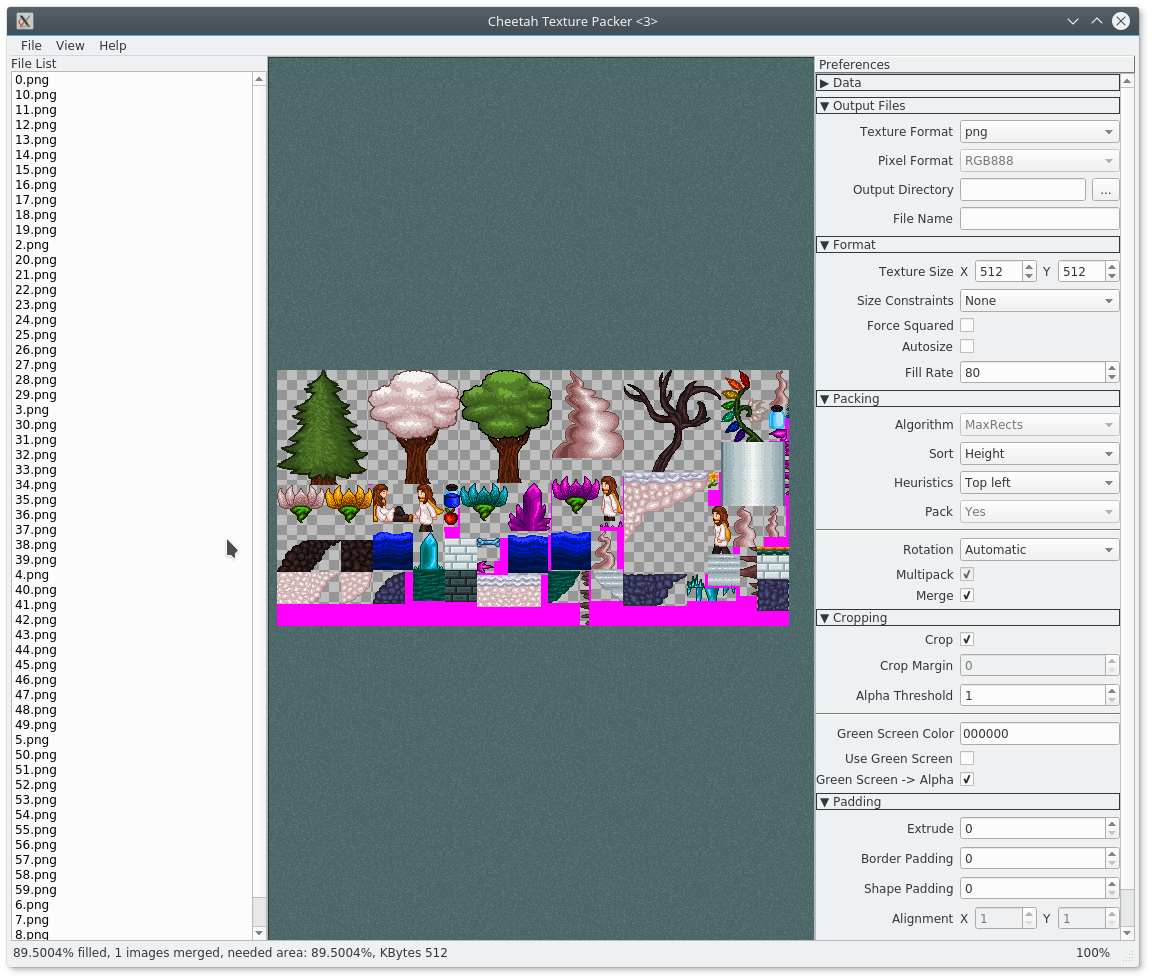 Cheetah Texture Packer <3>
File View Help
File List
0.png
10.png
11.png
12.png
13.png
14.png
15.png
16.png
17.png
18.png
19.png
2.png
20.png
21.png
22.png
23.png
24.png
25.png
26.png
27.png
28.png
29.png
3.png
30.png
31.png
32.png
33.png
34.png
35.png
36.png
37.png
38.png
39.png
4.png
40.png
41.png
42.png
43.png
44.png
45.png
46.png
47.png
48.png
49.png
5.png
50.png
51.png
52.png
53.png
54.png
55.png
56.png
57.png
58.png
59.png
6.png
7.png
8.png
Preferences
▶ Data
▼ Output Files
Texture Format png
Pixel Format RGB888
Output Directory ...
File Name
▼ Format
Texture Size X 512 Y 512
Size Constraints None
Force Squared
Autosize
Fill Rate 80
▼ Packing
Algorithm MaxRects
Sort Height
Heuristics Top left
Pack Yes
Rotation Automatic
Multipack
Merge
▼ Cropping
Crop
Crop Margin 0
Alpha Threshold 1
Green Screen Color 000000
Use Green Screen
Green Screen -> Alpha
▼ Padding
Extrude 0
Border Padding 0
Shape Padding 0
Alignment X 1 Y 1
89.5004% filled, 1 images merged, needed area: 89.5004%, KBytes 512
100%